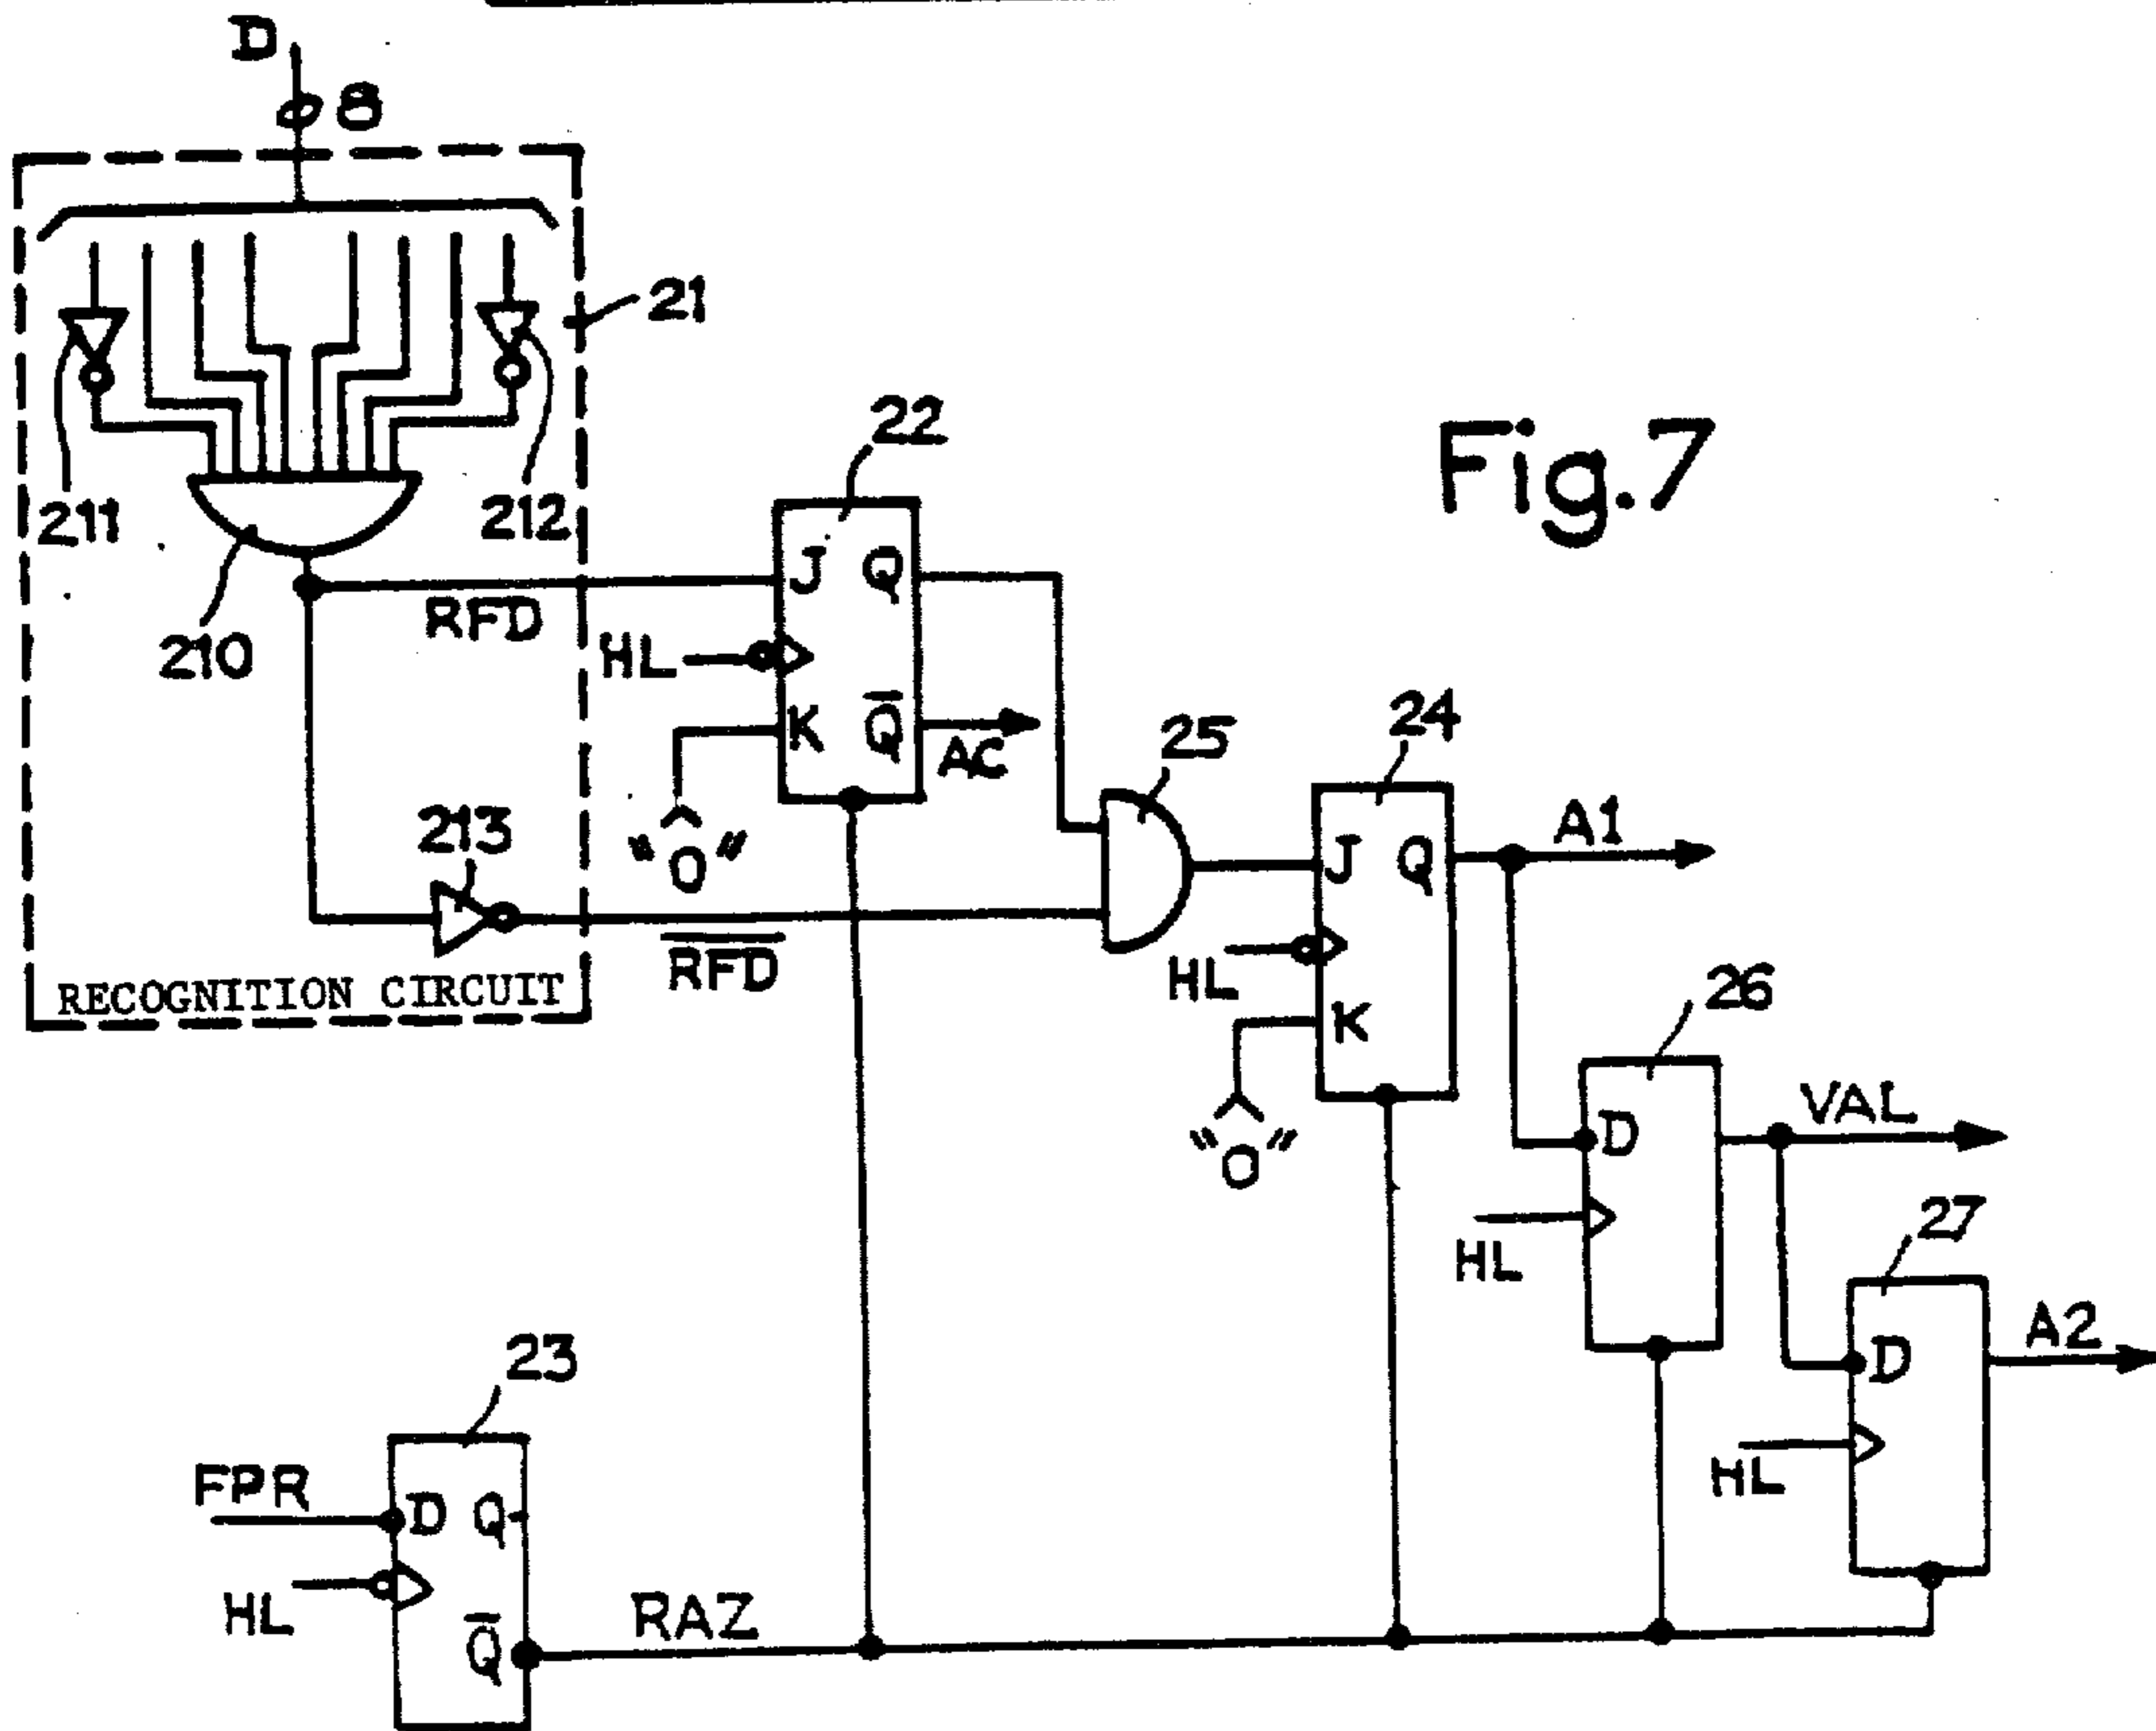 D
8
21
211
212
210
RFD
213
RFD
RECOGNITION CIRCUIT
22
J Q
HL
K Q
AC
"0"
Fig.7
25
24
J Q
A1
HL
K
"0"
26
D
VAL
HL
27
D
A2
HL
23
FPR
D Q
HL
Q
RAZ